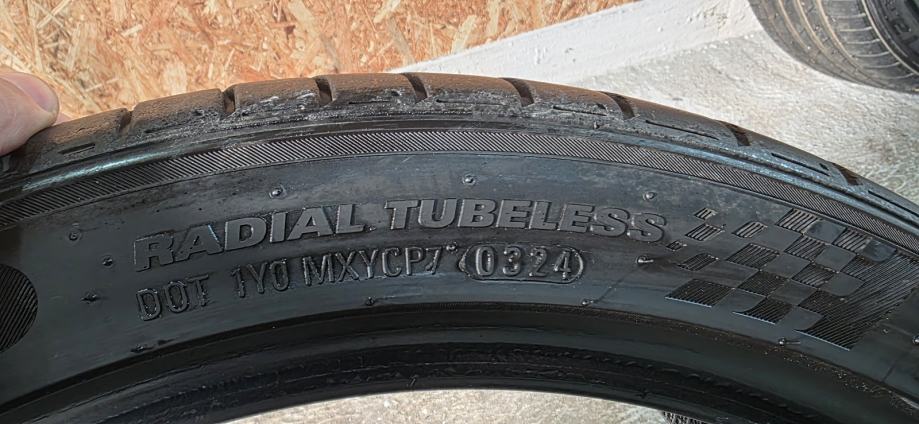 RADIAL TUBELESS
DOT 1Y0 MXYCP7 0324